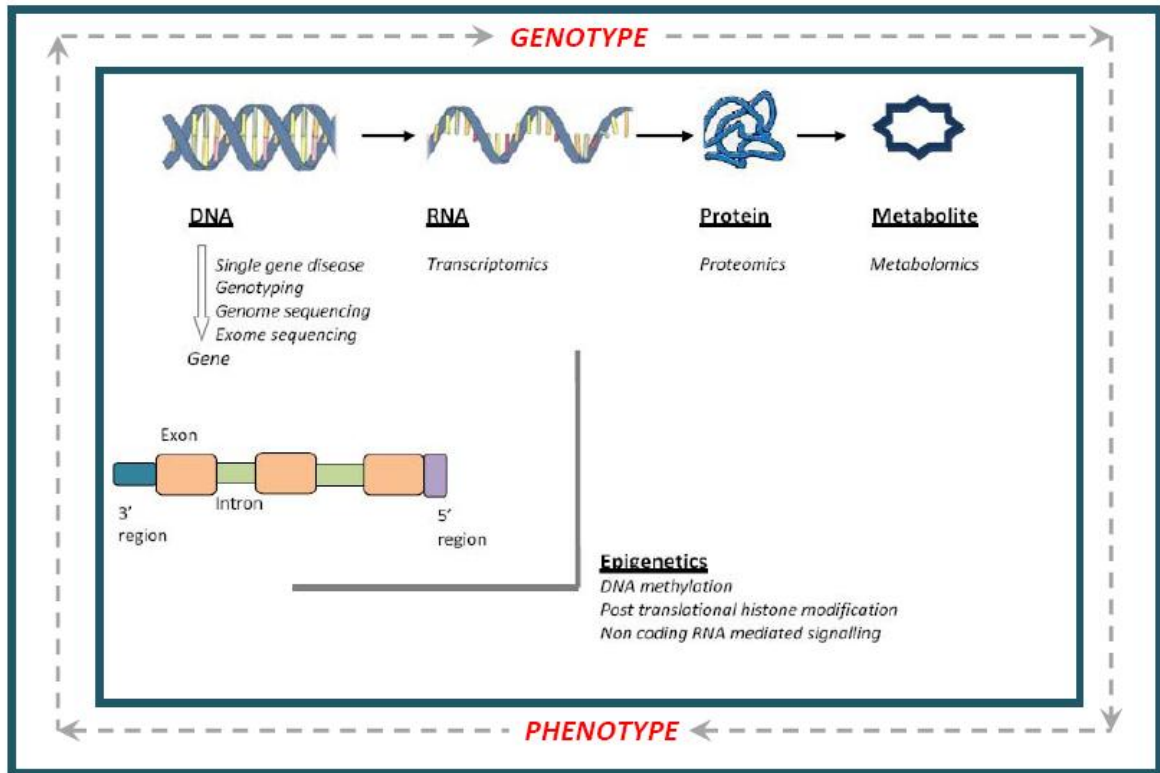 GENOTYPE
DNA
RNA
Protein
Metabolite
Single gene disease
Genotyping
Genome sequencing
Exome sequencing
Gene
Transcriptomics
Proteomics
Metabolomics
Exon
Intron
3’
region
5’
region
Epigenetics
DNA methylation
Post translational histone modification
Non coding RNA mediated signalling
PHENOTYPE